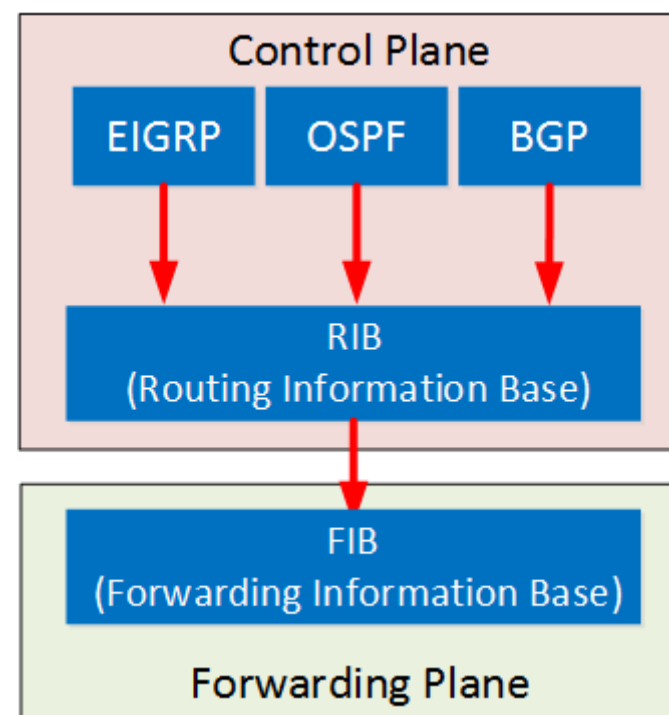 Control Plane
EIGRP OSPF BGP
RIB
(Routing Information Base)
FIB
(Forwarding Information Base)
Forwarding Plane